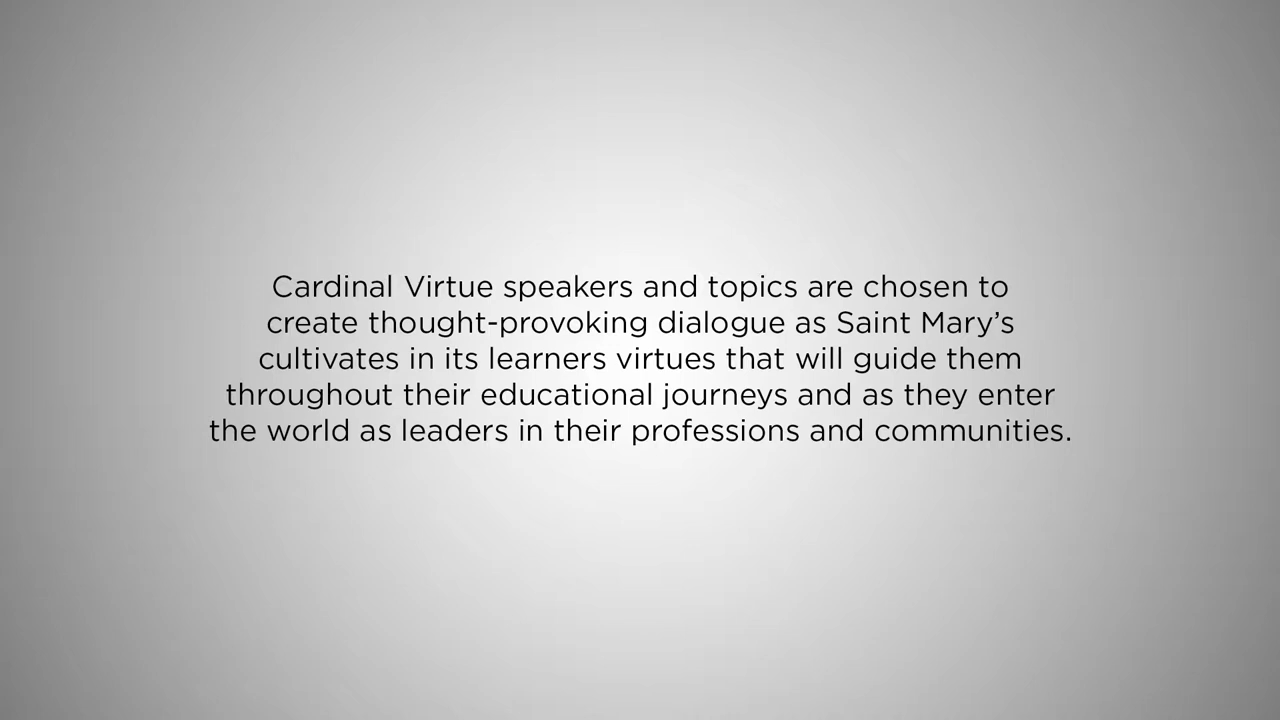 Cardinal Virtue speakers and topics are chosen to
create thought-provoking dialogue as Saint Mary’s
cultivates in its learners virtues that will guide them
throughout their educational journeys and as they enter
the world as leaders in their professions and communities.